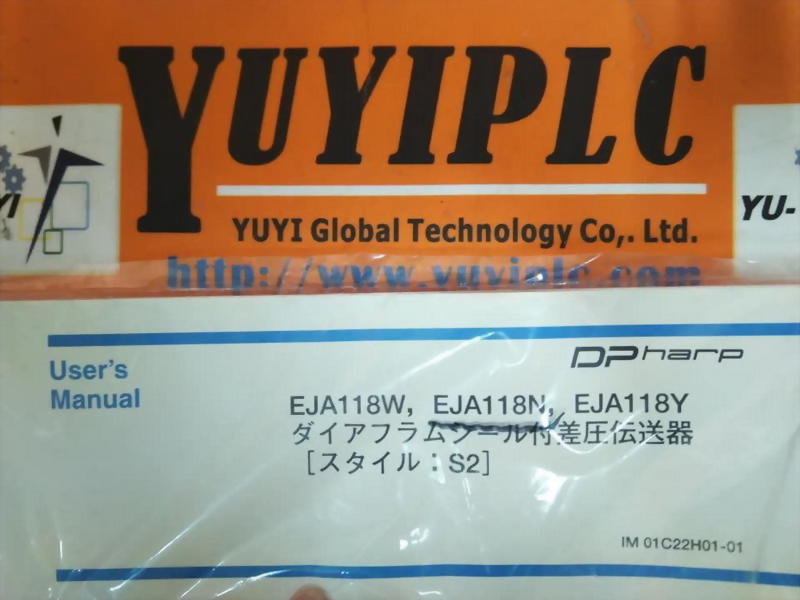 YUYIPLC
YUYI Global Technology Co,. Ltd.
YI
YU-
http://www.yuyiplc.com
User's
Manual
DPharp
EJA118W, EJA118N, EJA118Y
ダイアフラムシール付差圧伝送器
[スタイル：S2]
IM 01C22H01-01